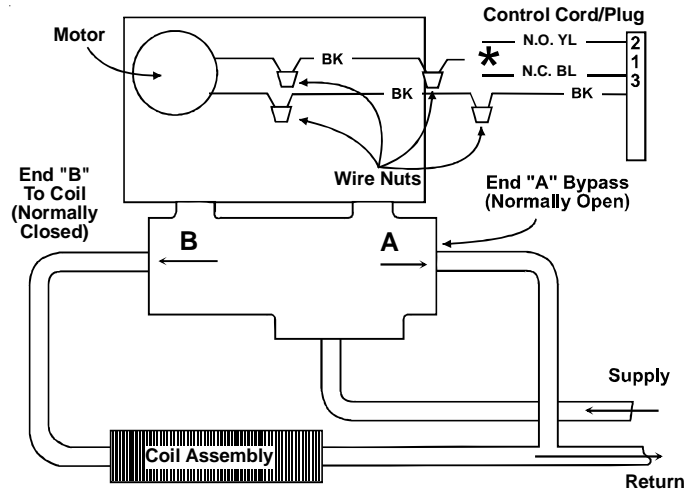 Control Cord/Plug
Motor
BK
*
N.O. YL
N.C. BL
2
1
3
BK
BK
Wire Nuts
End "B"
To Coil
(Normally
Closed)
End "A" Bypass
(Normally Open)
B
A
Supply
Coil Assembly
Return